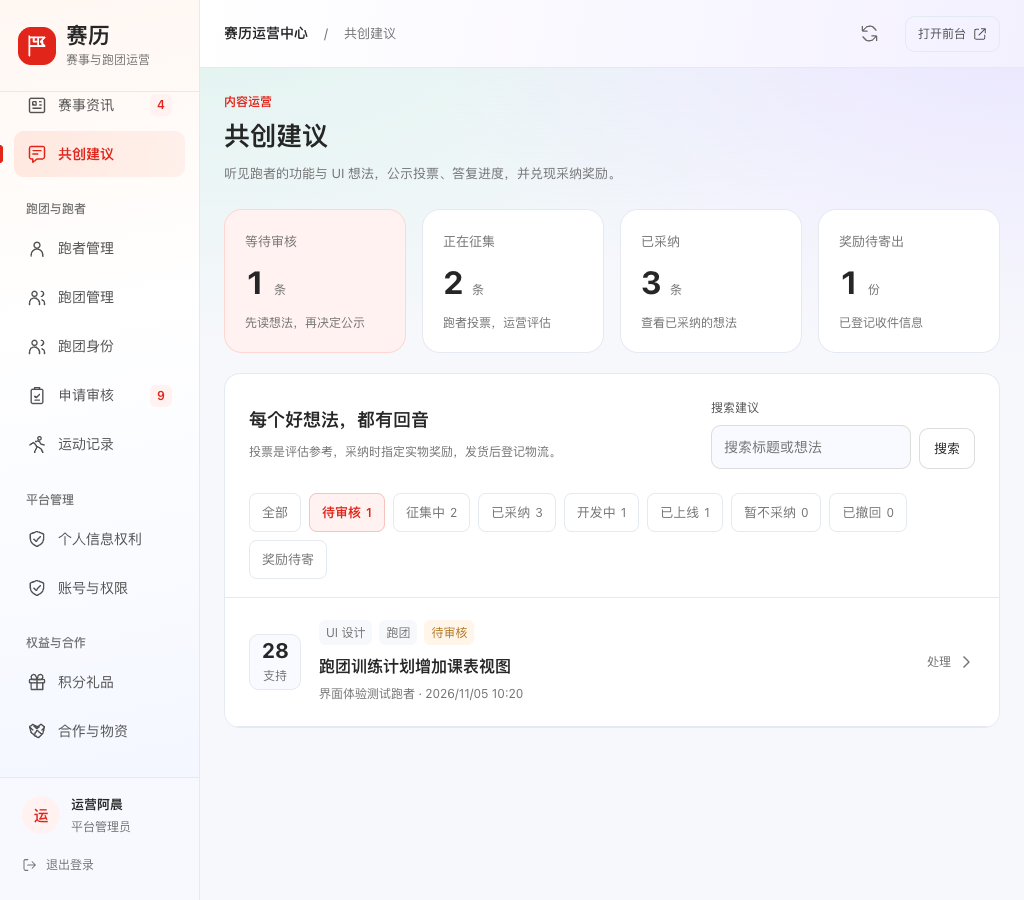 赛历
赛事与跑团运营
赛事资讯 4
共创建议
跑团与跑者
跑者管理
跑团管理
跑团身份
申请审核 9
运动记录
平台管理
个人信息权利
账号与权限
权益与合作
积分礼品
合作与物资
运 运营阿晨
平台管理员
退出登录
赛历运营中心 / 共创建议
打开前台
内容运营
共创建议
听见跑者的功能与 UI 想法，公示投票、答复进度，并兑现采纳奖励。
等待审核
1 条
先读想法，再决定公示
正在征集
2 条
跑者投票，运营评估
已采纳
3 条
查看已采纳的想法
奖励待寄出
1 份
已登记收件信息
每个好想法，都有回音
投票是评估参考，采纳时指定实物奖励，发货后登记物流。
搜索建议
搜索标题或想法 搜索
全部 待审核 1 征集中 2 已采纳 3 开发中 1 已上线 1 暂不采纳 0 已撤回 0
奖励待寄
28
支持
UI 设计 跑团 待审核
跑团训练计划增加课表视图
界面体验测试跑者 · 2026/11/05 10:20
处理